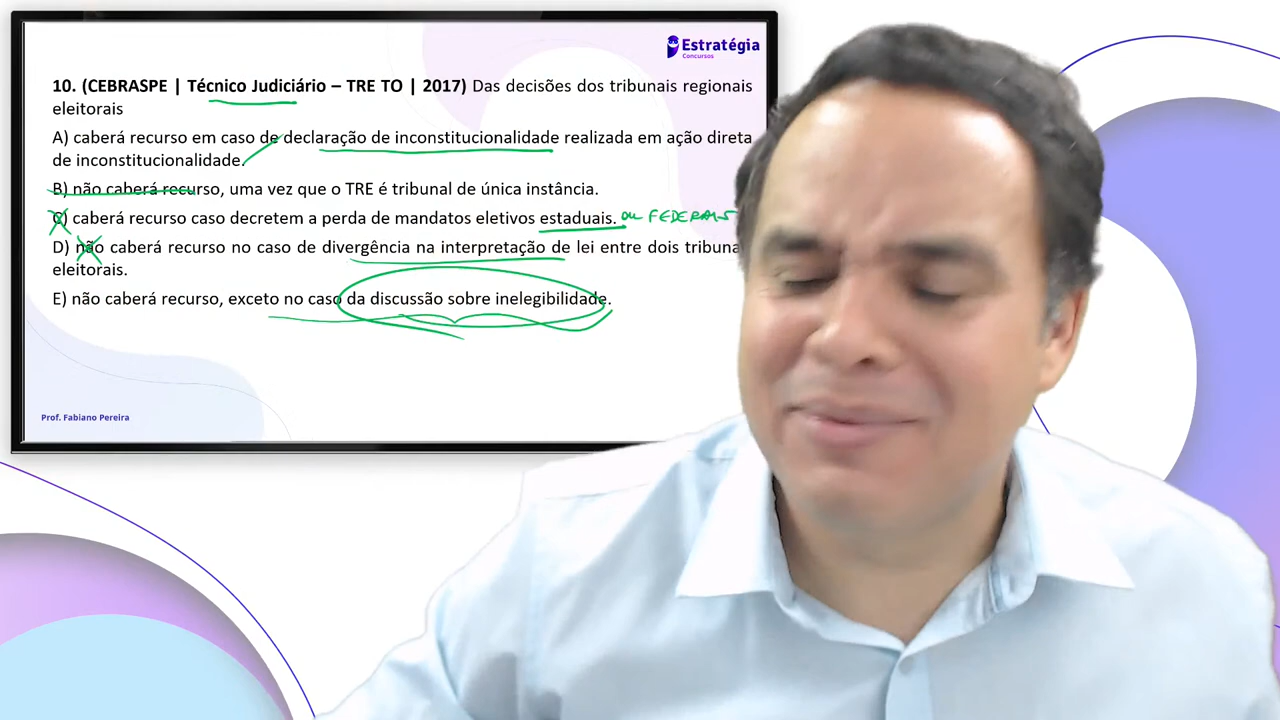 Estratégia
Concursos
10. (CEBRASPE | Técnico Judiciário – TRE TO | 2017) Das decisões dos tribunais regionais
eleitorais
A) caberá recurso em caso de declaração de inconstitucionalidade realizada em ação direta
de inconstitucionalidade.
B) não caberá recurso, uma vez que o TRE é tribunal de única instância.
C) caberá recurso caso decretem a perda de mandatos eletivos estaduais. ou FEDERAIS
D) não caberá recurso no caso de divergência na interpretação de lei entre dois
eleitorais.
E) não caberá recurso, exceto no caso da discussão sobre inelegibilidade.
Prof. Fabiano Pereira